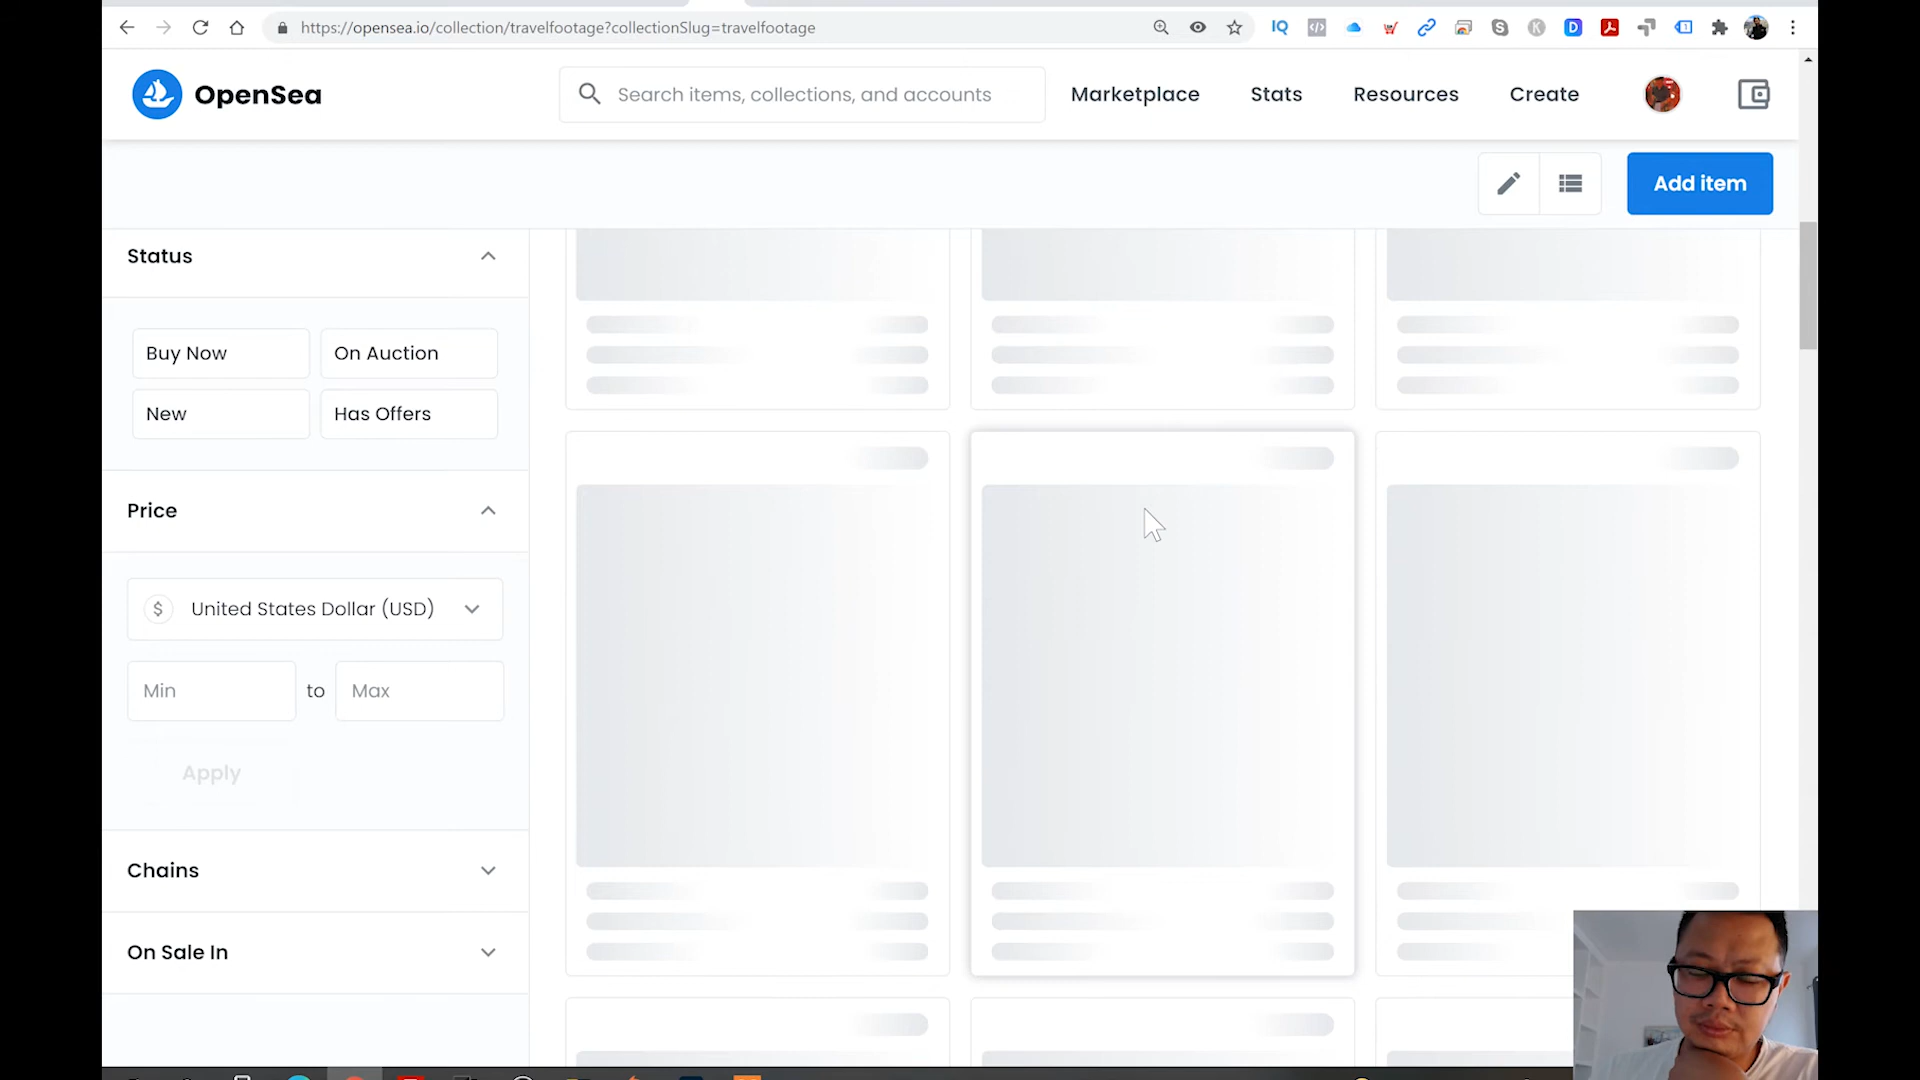 https://opensea.io/collection/travelfootage?collectionSlug=travelfootage
IQ
S
K
D
OpenSea
Search items, collections, and accounts
Marketplace
Stats
Resources
Create
Add item
Status
Buy Now
On Auction
New
Has Offers
Price
$ United States Dollar (USD)
Min to Max
Apply
Chains
On Sale In